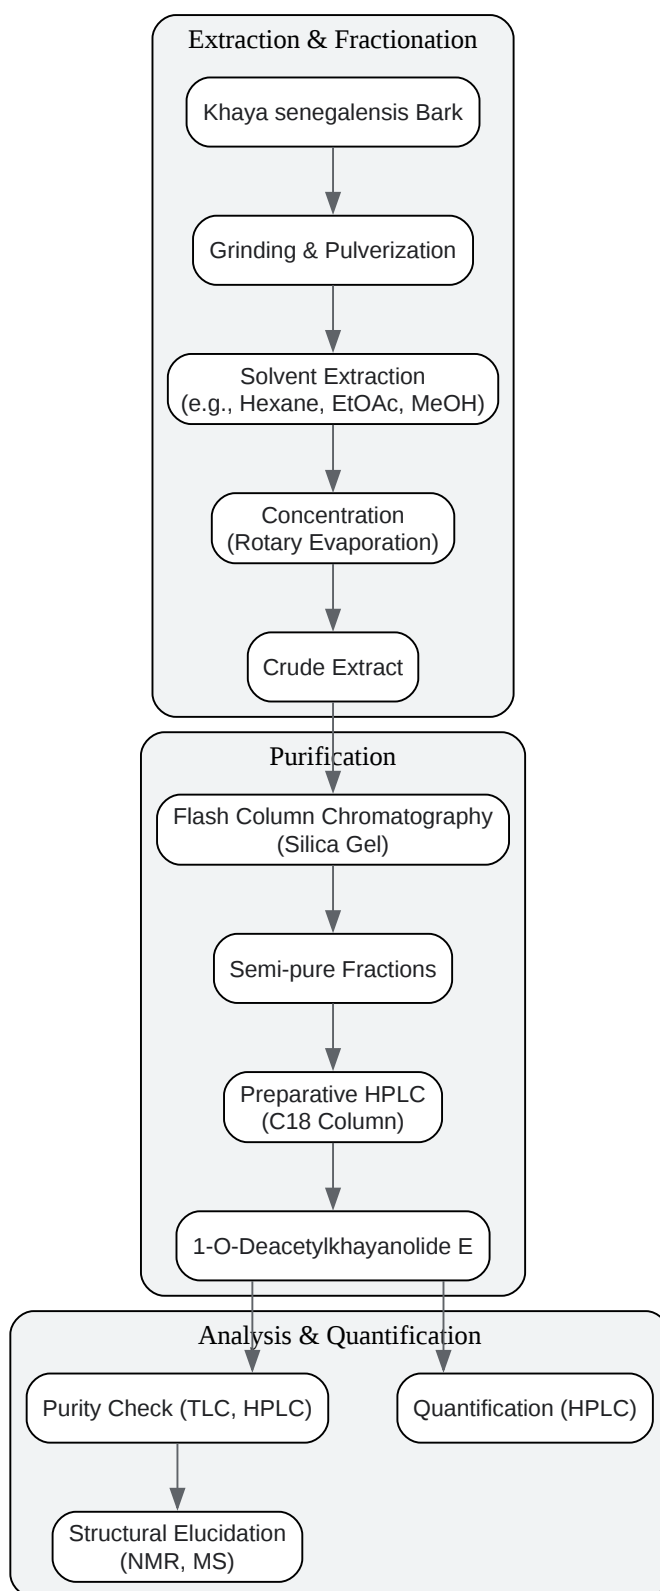 Extraction & Fractionation
Khaya senegalensis Bark
Grinding & Pulverization
Solvent Extraction
(e.g., Hexane, EtOAc, MeOH)
Concentration
(Rotary Evaporation)
Crude Extract
Purification
Flash Column Chromatography
(Silica Gel)
Semi-pure Fractions
Preparative HPLC
(C18 Column)
1-O-Deacetylkhayanolide E
Analysis & Quantification
Purity Check (TLC, HPLC)
Quantification (HPLC)
Structural Elucidation
(NMR, MS)